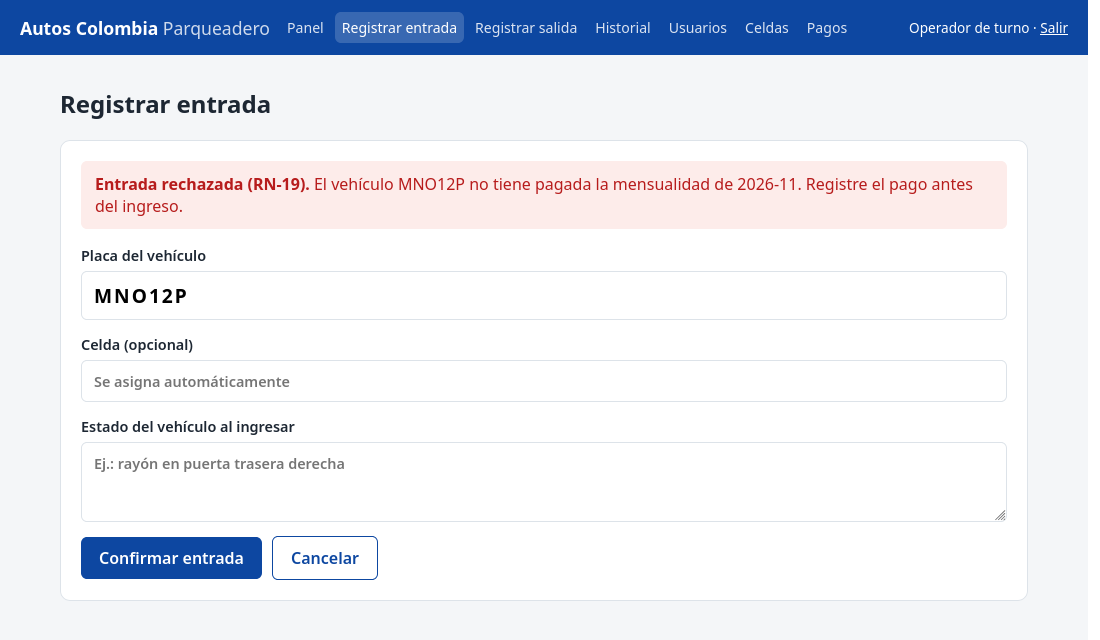 Autos Colombia Parqueadero Panel Registrar entrada Registrar salida Historial Usuarios Celdas Pagos Operador de turno · Salir
Registrar entrada
Entrada rechazada (RN-19). El vehículo MNO12P no tiene pagada la mensualidad de 2026-11. Registre el pago antes
del ingreso.
Placa del vehículo
MNO12P
Celda (opcional)
Se asigna automáticamente
Estado del vehículo al ingresar
Ej.: rayón en puerta trasera derecha
Confirmar entrada Cancelar